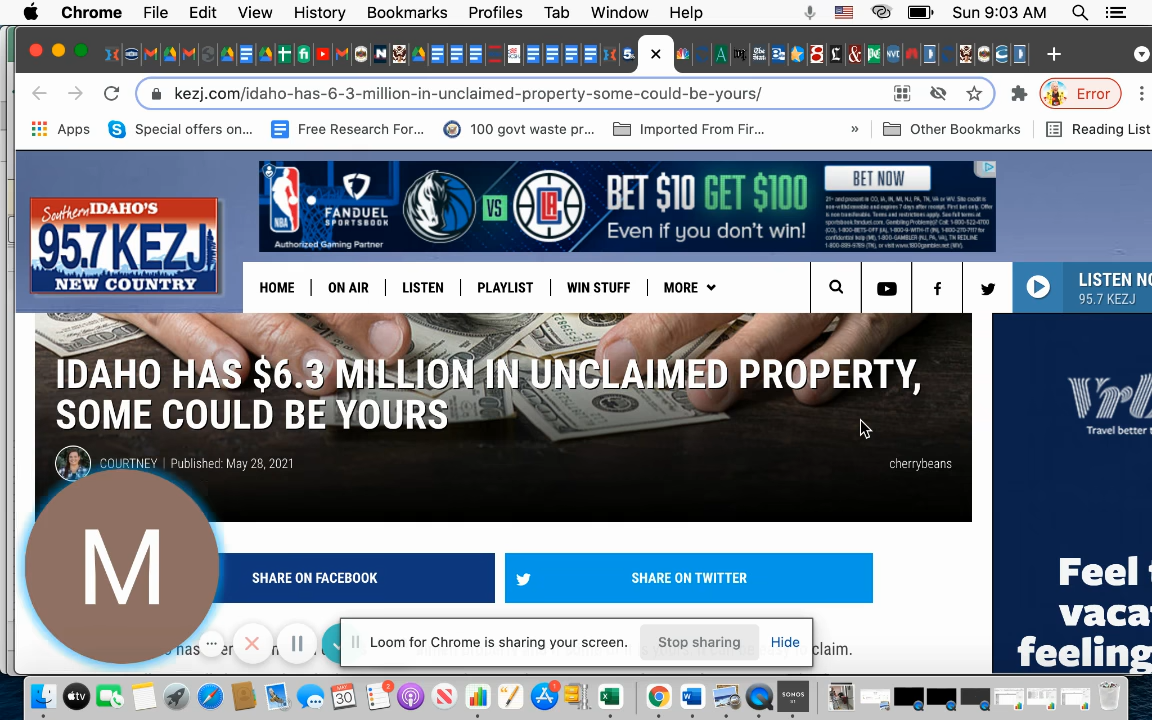 Chrome File Edit View History Bookmarks Profiles Tab Window Help Sun 9:03 AM
kezj.com/idaho-has-6-3-million-in-unclaimed-property-some-could-be-yours/ Error
Apps Special offers on... Free Research For... 100 govt waste pr... Imported From Fir... » Other Bookmarks Reading List
Southern IDAHO'S
95.7 KEZJ
NEW COUNTRY
NBA FANDUEL
SPORTSBOOK
Authorized Gaming Partner
VS
BET $10 GET $100
Even if you don't win!
BET NOW
HOME ON AIR LISTEN PLAYLIST WIN STUFF MORE
LISTEN NO
95.7 KEZJ
IDAHO HAS $6.3 MILLION IN UNCLAIMED PROPERTY,
SOME COULD BE YOURS
COURTNEY Published: May 28, 2021 cherrybeans
Travel better t
M
SHARE ON FACEBOOK SHARE ON TWITTER
Feel t
vaca
feeling
Loom for Chrome is sharing your screen. Stop sharing Hide
claim.
tv MAY 30 2 1 SONOS